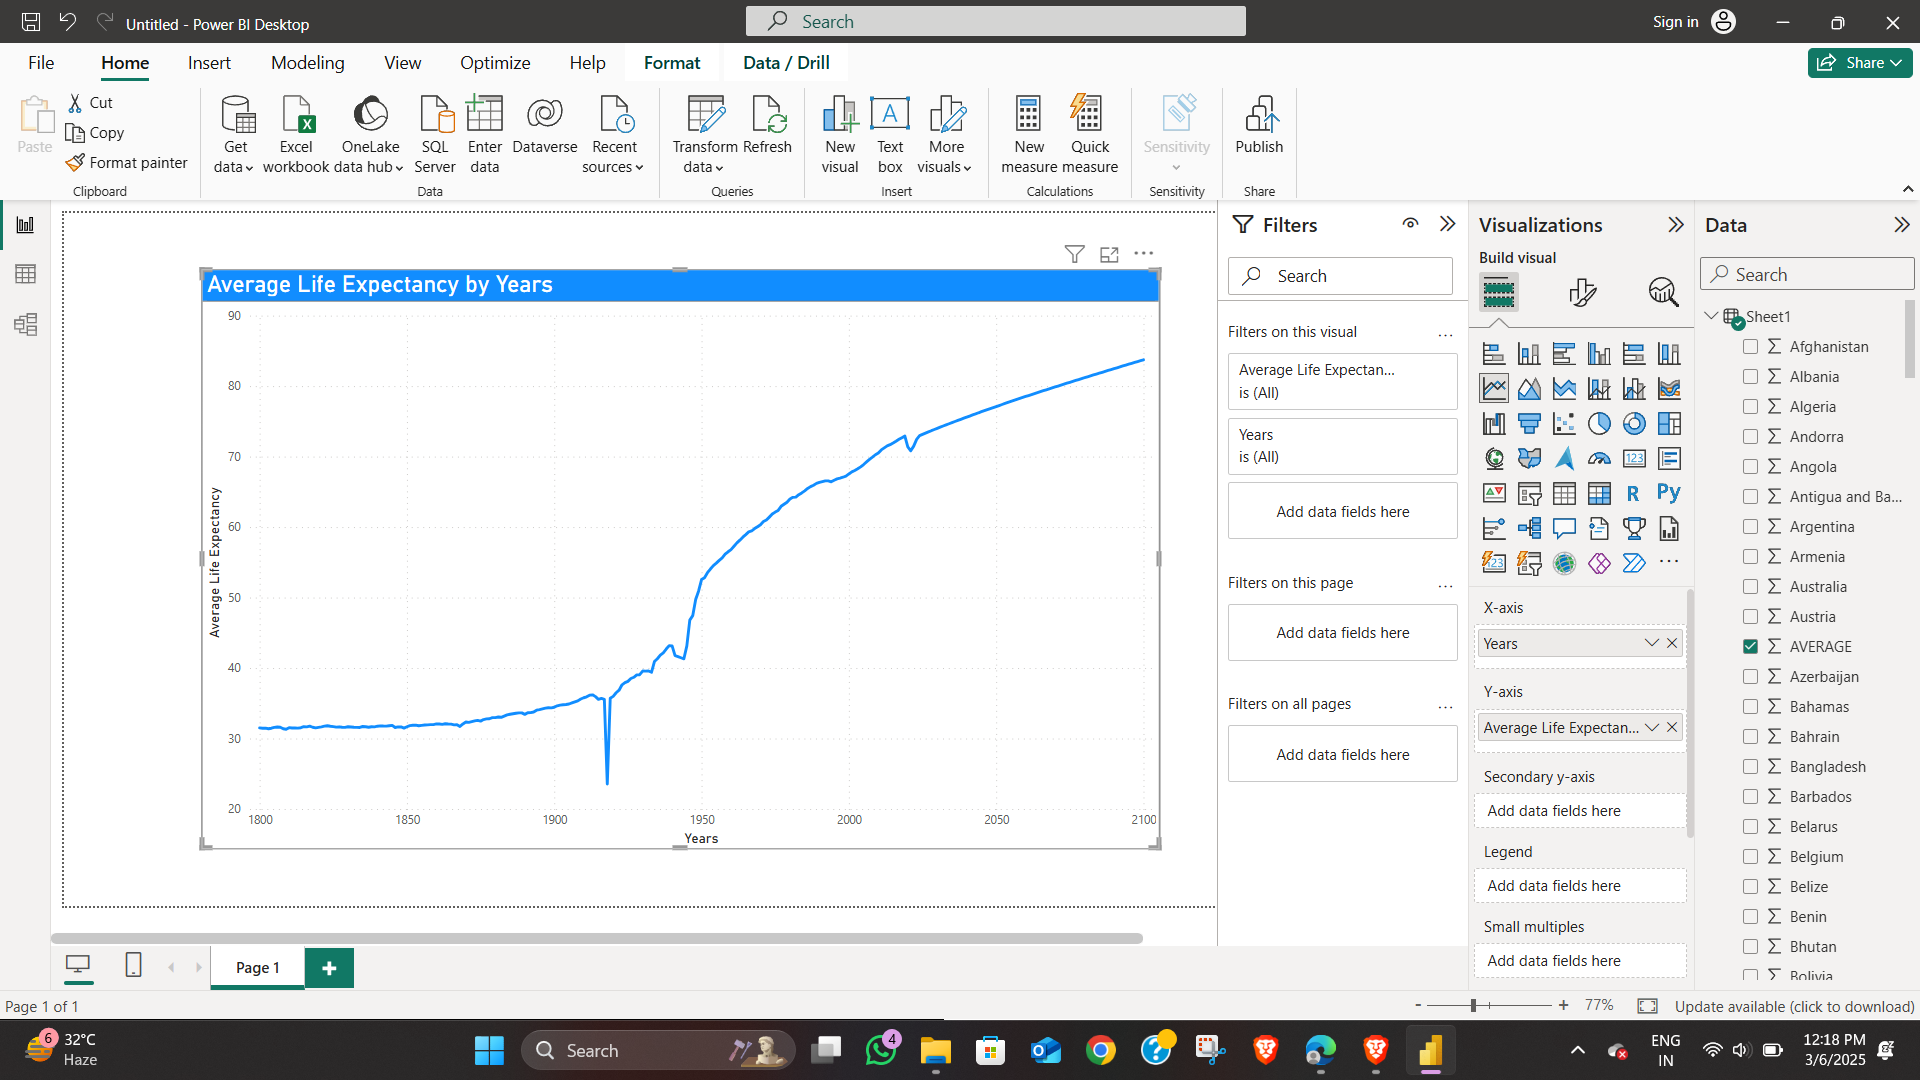 Untitled - Power BI Desktop
Search
Sign in
File
Home
Insert
Modeling
View
Optimize
Help
Format
Data / Drill
Share
Paste
Cut
Copy
Format painter
Clipboard
Get data
Excel workbook
OneLake data hub
SQL Server
Enter data
Dataverse
Recent sources
Data
Transform data
Refresh
Queries
New visual
Text box
More visuals
Insert
New measure
Quick measure
Calculations
Sensitivity
Sensitivity
Publish
Share
Average Life Expectancy by Years
90
80
70
60
50
40
30
20
Average Life Expectancy
1800
1850
1900
1950
2000
2050
2100
Years
Filters
Search
Filters on this visual
...
Average Life Expectan...
is (All)
Years
is (All)
Add data fields here
Filters on this page
...
Add data fields here
Filters on all pages
...
Add data fields here
Visualizations
Build visual
123
R
Py
123
...
X-axis
Years
Y-axis
Average Life Expectan...
Secondary y-axis
Add data fields here
Legend
Add data fields here
Small multiples
Add data fields here
Data
Search
Sheet1
Afghanistan
Albania
Algeria
Andorra
Angola
Antigua and Ba...
Argentina
Armenia
Australia
Austria
AVERAGE
Azerbaijan
Bahamas
Bahrain
Bangladesh
Barbados
Belarus
Belgium
Belize
Benin
Bhutan
Bolivia
Page 1
Page 1 of 1
- + 77%
Update available (click to download)
6
32°C
Haze
Search
4
ENG
IN
12:18 PM
3/6/2025